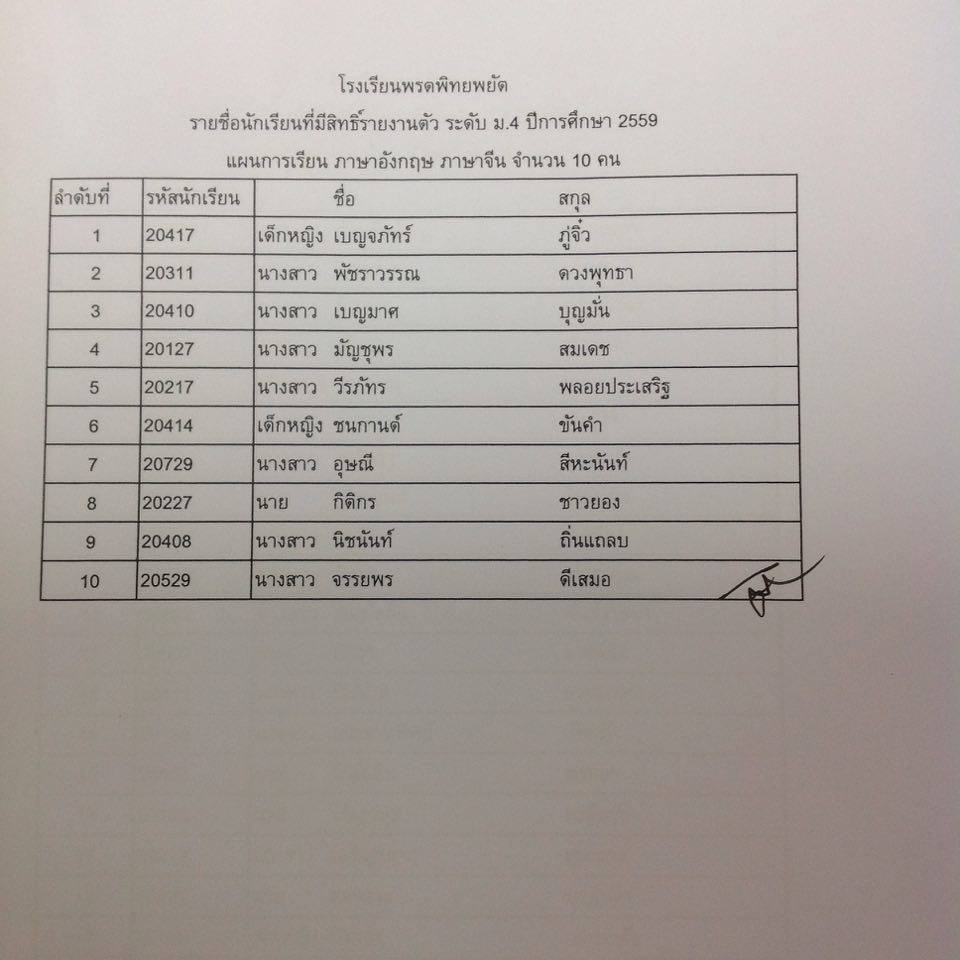 โรงเรียนพรตพิทยพยัต
รายชื่อนักเรียนที่มีสิทธิ์รายงานตัว ระดับ ม.4 ปีการศึกษา 2559
แผนการเรียน ภาษาอังกฤษ ภาษาจีน จำนวน 10 คน
ลำดับที่ รหัสนักเรียน ชื่อ สกุล
1 20417 เด็กหญิง เบญจภัทร์ ภู่จิ๋ว
2 20311 นางสาว พัชราวรรณ ดวงพุทธา
3 20410 นางสาว เบญมาศ บุญมั่น
4 20127 นางสาว มัญชุพร สมเดช
5 20217 นางสาว วีรภัทร พลอยประเสริฐ
6 20414 เด็กหญิง ชนกานต์ ขันคำ
7 20729 นางสาว อุษณี สีหะนันท์
8 20227 นาย กิติกร ชาวยอง
9 20408 นางสาว นิชนันท์ ถิ่นแถลบ
10 20529 นางสาว จรรยพร ดีเสมอ